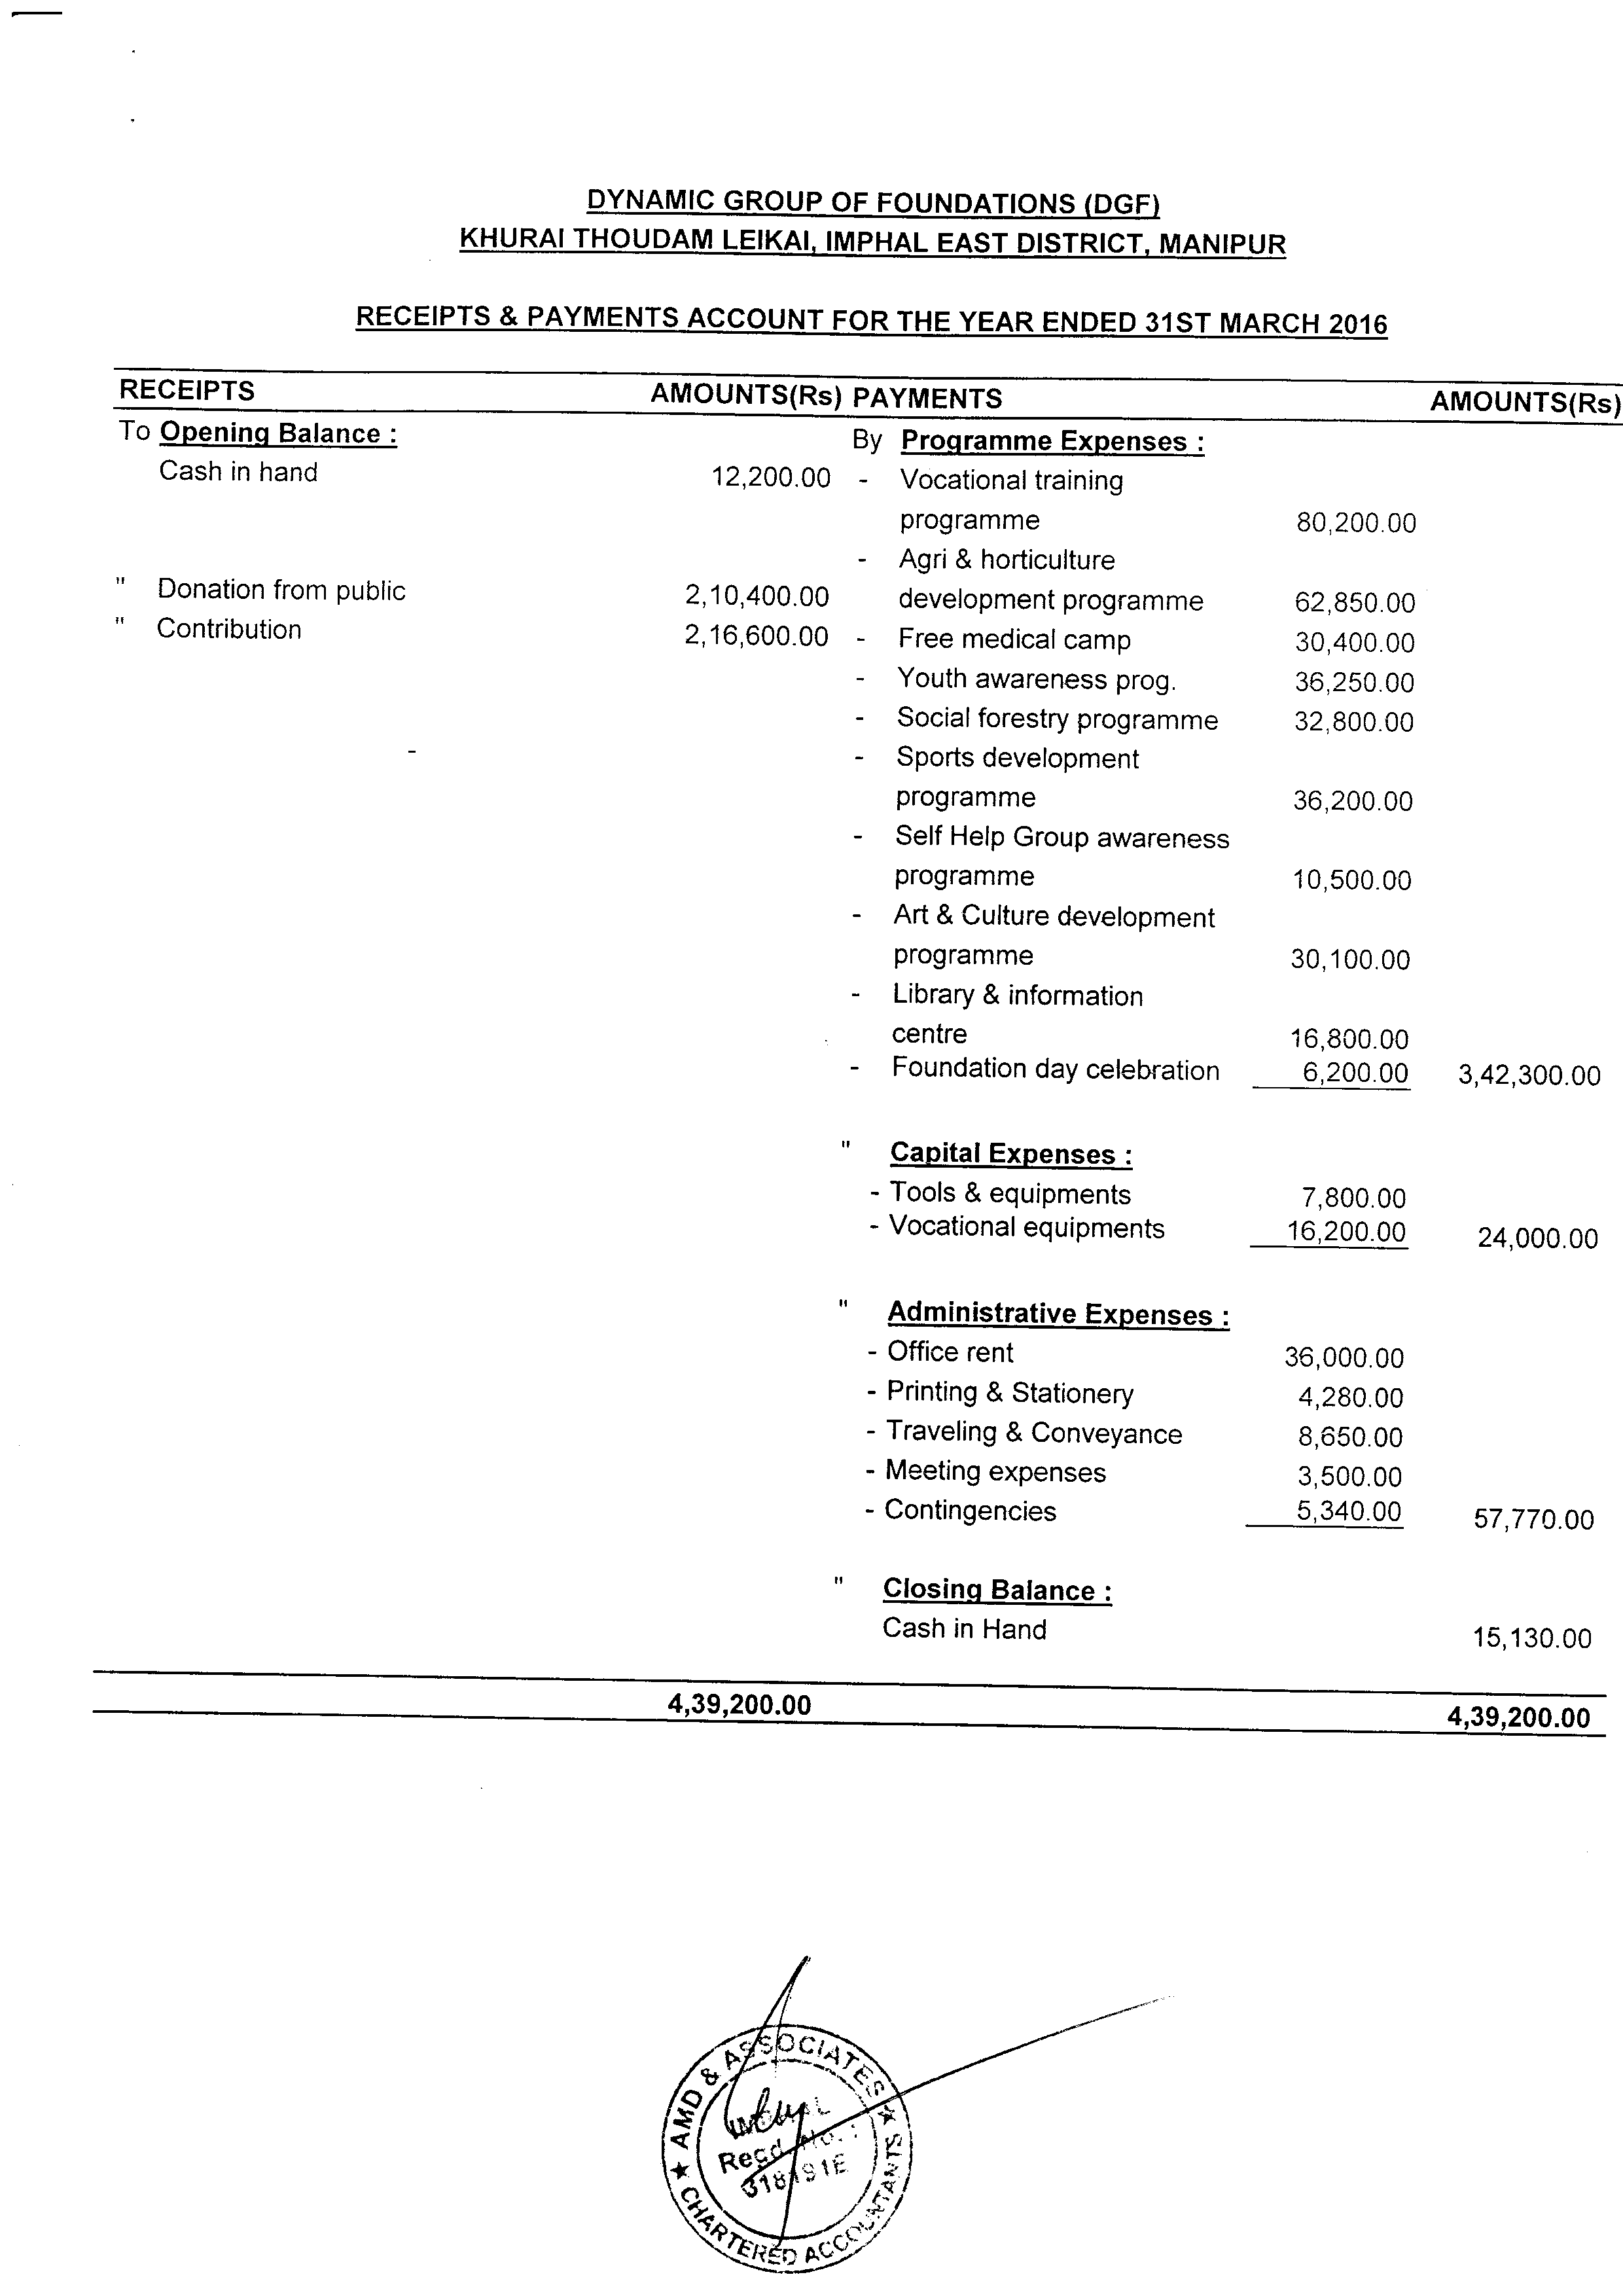 DYNAMIC GROUP OF FOUNDATIONS (DGF)
KHURAI THOUDAM LEIKAI, IMPHAL EAST DISTRICT, MANIPUR
RECEIPTS & PAYMENTS ACCOUNT FOR THE YEAR ENDED 31ST MARCH 2016
RECEIPTS AMOUNTS(Rs) PAYMENTS AMOUNTS(Rs)
To Opening Balance : By Programme Expenses :
Cash in hand 12,200.00 - Vocational training
programme 80,200.00
- Agri & horticulture
" Donation from public 2,10,400.00 development programme 62,850.00
" Contribution 2,16,600.00 - Free medical camp 30,400.00
- Youth awareness prog. 36,250.00
- Social forestry programme 32,800.00
- Sports development
programme 36,200.00
- Self Help Group awareness
programme 10,500.00
- Art & Culture development
programme 30,100.00
- Library & information
centre 16,800.00
- Foundation day celebration 6,200.00 3,42,300.00
" Capital Expenses :
- Tools & equipments 7,800.00
- Vocational equipments 16,200.00 24,000.00
" Administrative Expenses :
- Office rent 36,000.00
- Printing & Stationery 4,280.00
- Traveling & Conveyance 8,650.00
- Meeting expenses 3,500.00
- Contingencies 5,340.00 57,770.00
" Closing Balance :
Cash in Hand 15,130.00
4,39,200.00 4,39,200.00
★ AMD & ASSOCIATES ★
Regd. No. :
CHARTERED ACCOUNTANTS